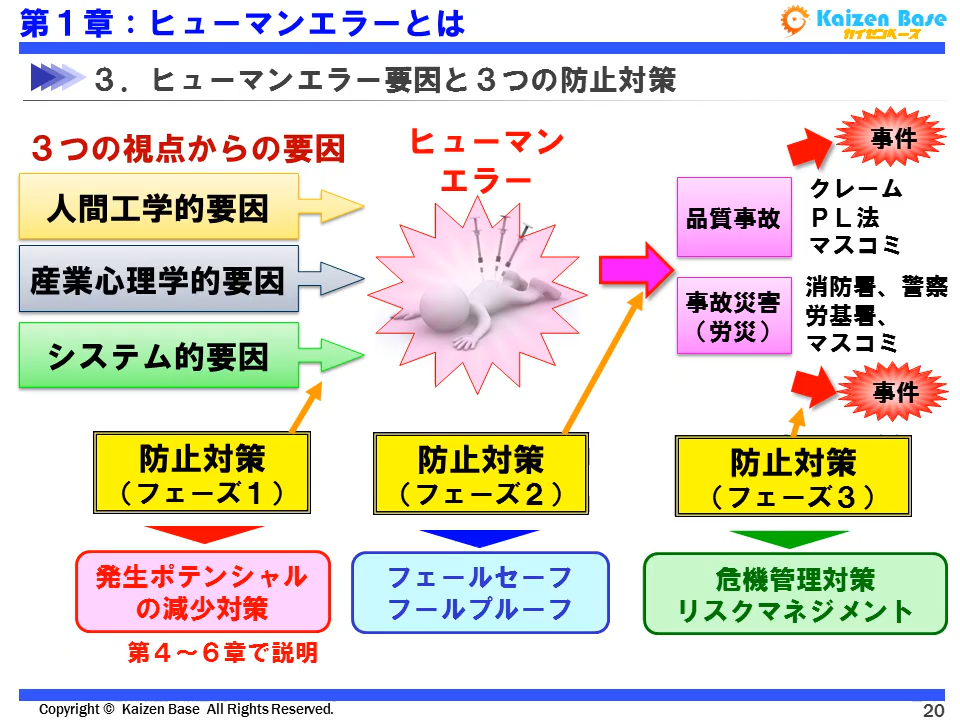 第１章：ヒューマンエラーとは
Kaizen Base
カイゼンベース
３．ヒューマンエラー要因と３つの防止対策
３つの視点からの要因
人間工学的要因
産業心理学的要因
システム的要因
ヒューマン
エラー
品質事故
事故災害
（労災）
事件
クレーム
ＰＬ法
マスコミ
消防署、警察
労基署、
マスコミ
事件
防止対策
（フェーズ１）
防止対策
（フェーズ２）
防止対策
（フェーズ３）
発生ポテンシャル
の減少対策
フェールセーフ
フールプルーフ
危機管理対策
リスクマネジメント
第４～６章で説明
Copyright © Kaizen Base All Rights Reserved.
20